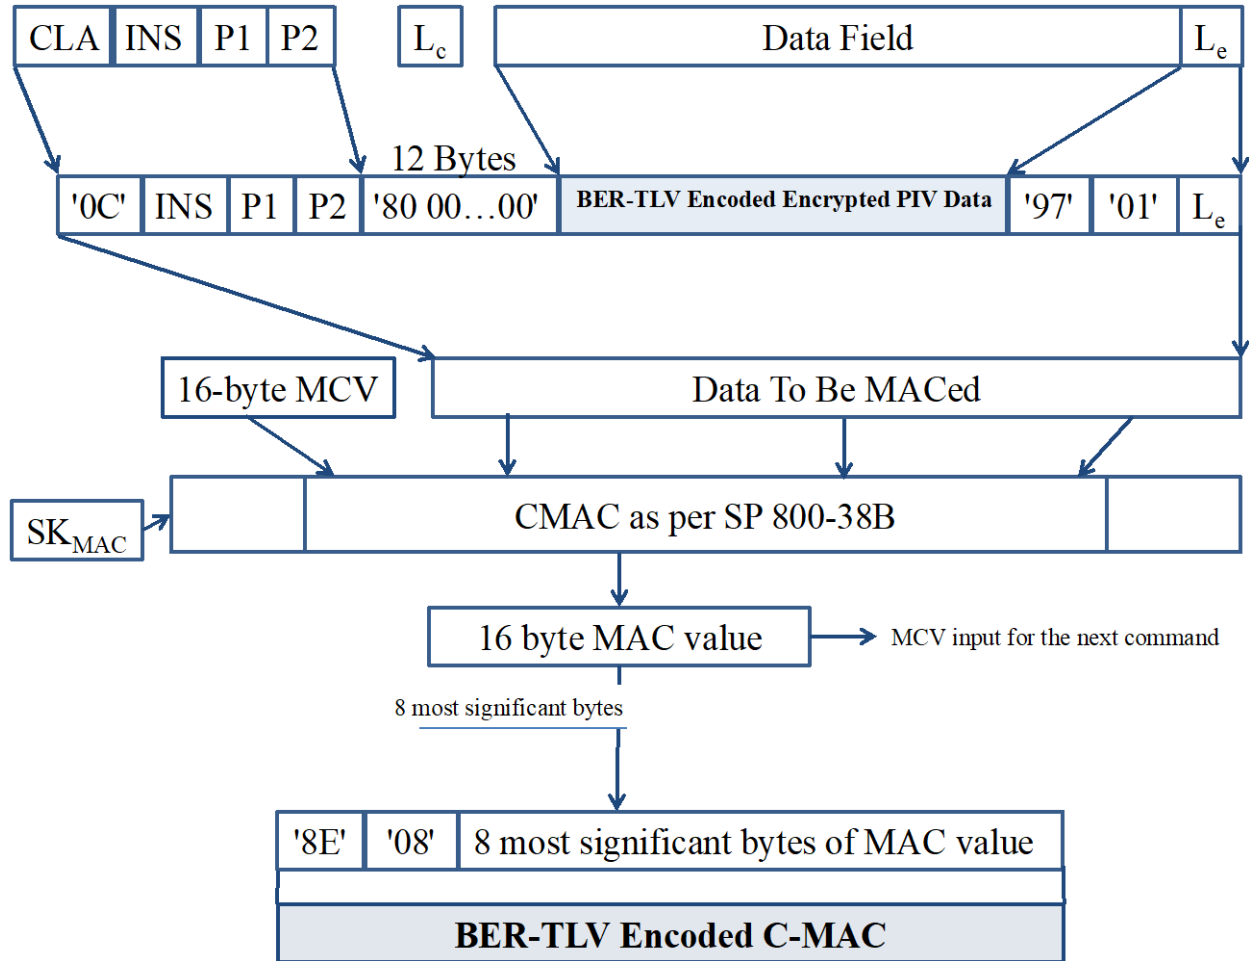 CLA INS P1 P2 Lc Data Field Le
12 Bytes
'0C' INS P1 P2 '80 00…00' BER-TLV Encoded Encrypted PIV Data '97' '01' Le
16-byte MCV Data To Be MACed
SKMAC CMAC as per SP 800-38B
16 byte MAC value MCV input for the next command
8 most significant bytes
'8E' '08' 8 most significant bytes of MAC value
BER-TLV Encoded C-MAC